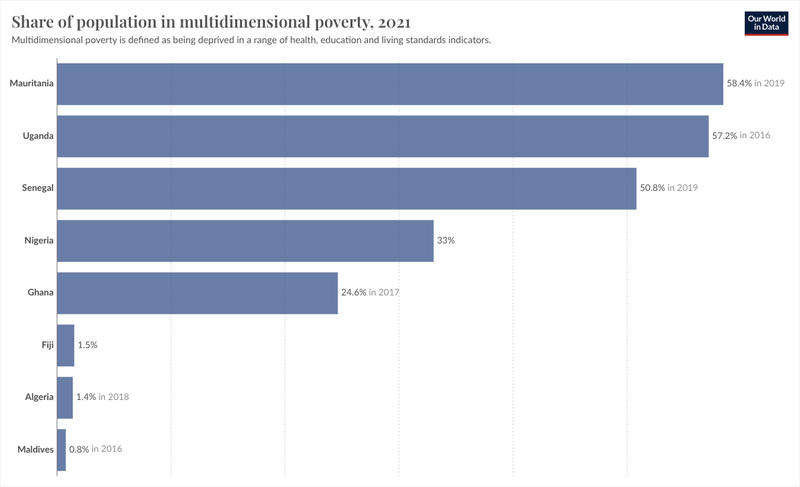 Share of population in multidimensional poverty, 2021
Our World
in Data
Multidimensional poverty is defined as being deprived in a range of health, education and living standards indicators.
Mauritania 58.4% in 2019
Uganda 57.2% in 2016
Senegal 50.8% in 2019
Nigeria 33%
Ghana 24.6% in 2017
Fiji 1.5%
Algeria 1.4% in 2018
Maldives 0.8% in 2016